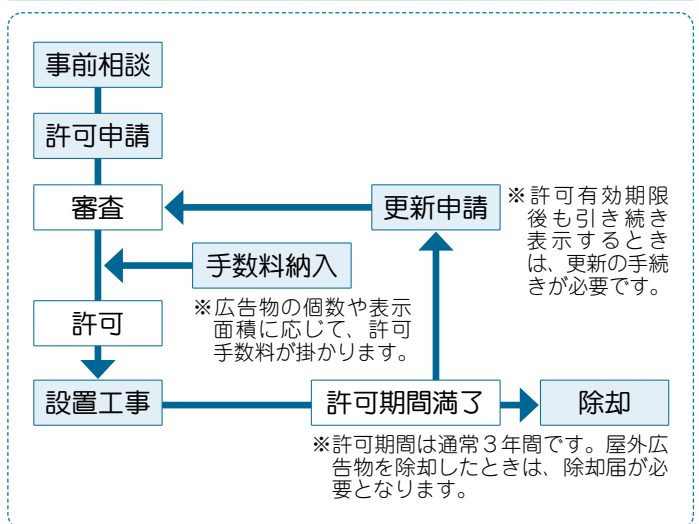 事前相談
許可申請
審査
更新申請
※許可有効期限
後も引き続き
表示するとき
は、更新の手続
きが必要です。
手数料納入
※広告物の個数や表示
面積に応じて、許可
手数料が掛かります。
許可
設置工事
許可期間満了
除却
※許可期間は通常３年間です。屋外広
告物を除却したときは、除却届が必
要となります。